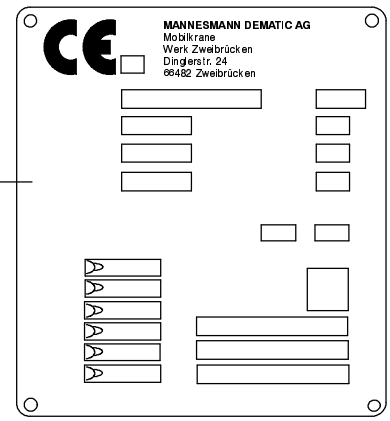 CE
MANNESMANN DEMATIC AG
Mobilkrane
Werk Zweibrücken
Dinglerstr. 24
66482 Zweibrücken